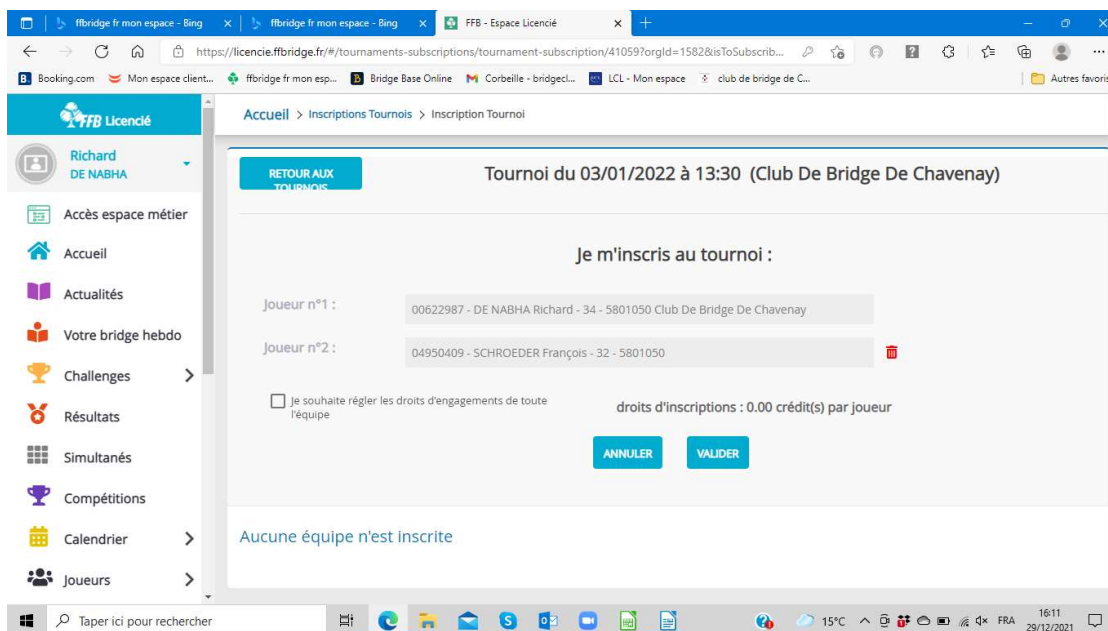 ffbridge fr mon espace - Bing
ffbridge fr mon espace - Bing
FFB - Espace Licencié
https://licencie.ffbridge.fr/#/tournaments-subscriptions/tournament-subscription/41059?orgId=1582&isToSubscrib...
Booking.com
Mon espace client...
ffbridge fr mon esp...
Bridge Base Online
Corbeille - bridgecl...
LCL - Mon espace
club de bridge de C...
Autres favoris
FFB Licencié
Accueil > Inscriptions Tournois > Inscription Tournoi
Richard
DE NABHA
RETOUR AUX
TOURNOIS
Tournoi du 03/01/2022 à 13:30 (Club De Bridge De Chavenay)
Accès espace métier
Accueil
Actualités
Votre bridge hebdo
Challenges
Résultats
Simultanés
Compétitions
Calendrier
Joueurs
Je m'inscris au tournoi :
Joueur n°1 :
00622987 - DE NABHA Richard - 34 - 5801050 Club De Bridge De Chavenay
Joueur n°2 :
04950409 - SCHROEDER François - 32 - 5801050
Je souhaite régler les droits d'engagements de toute
l'équipe
droits d'inscriptions : 0.00 crédit(s) par joueur
ANNULER
VALIDER
Aucune équipe n'est inscrite
Taper ici pour rechercher
15°C
FRA
16:11
29/12/2021